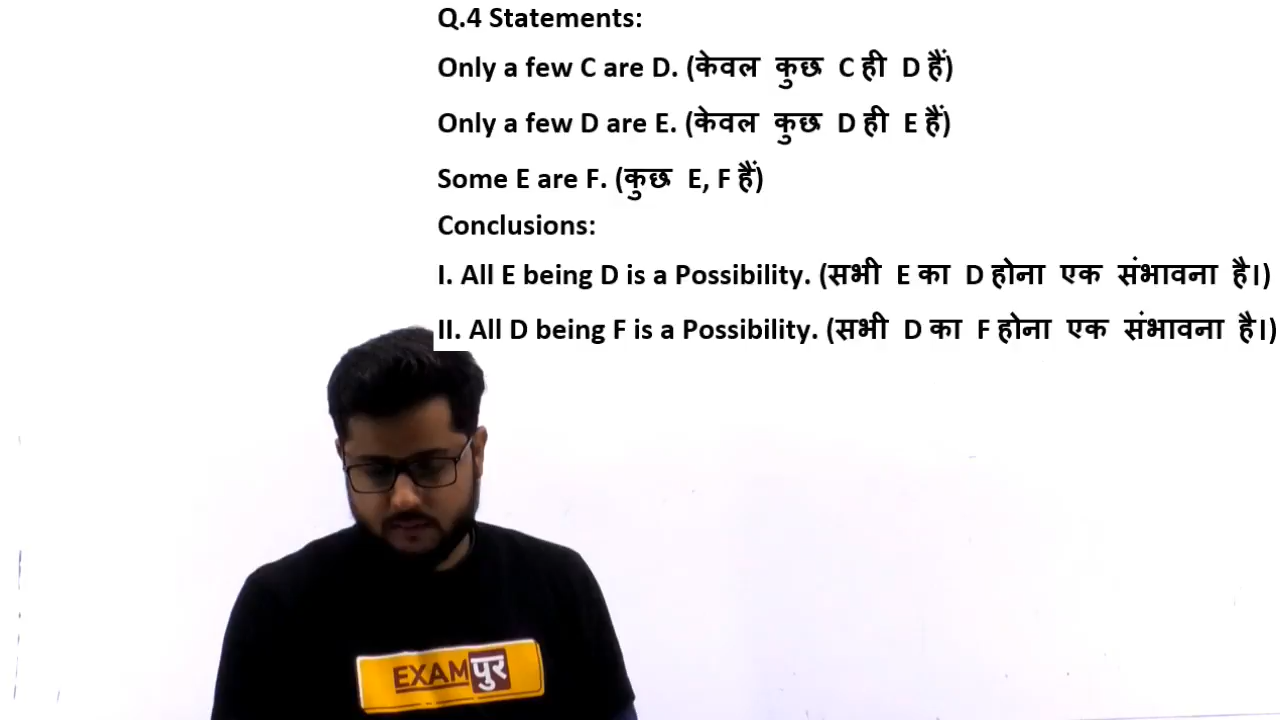 Q.4 Statements:
Only a few C are D. (केवल कुछ C ही D हैं)
Only a few D are E. (केवल कुछ D ही E हैं)
Some E are F. (कुछ E, F हैं)
Conclusions:
I. All E being D is a Possibility. (सभी E का D होना एक संभावना है।)
II. All D being F is a Possibility. (सभी D का F होना एक संभावना है।)
EXAMपुर